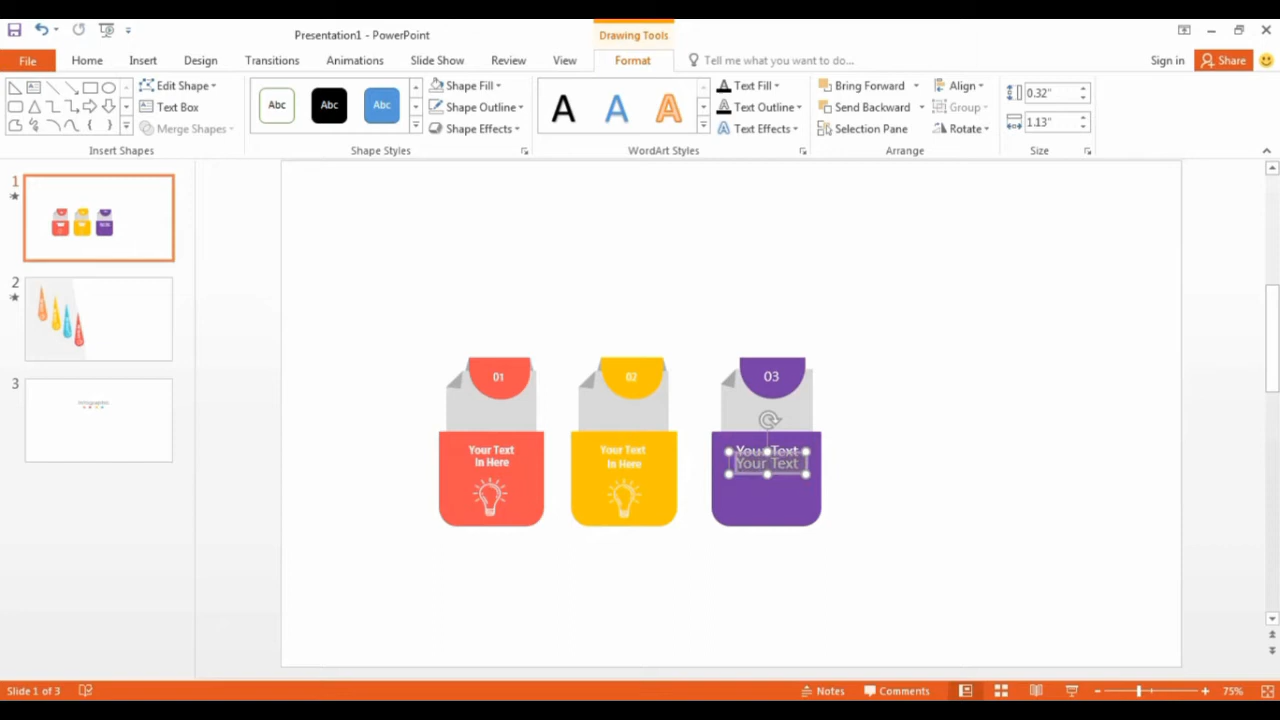 Presentation1 - PowerPoint
Drawing Tools
File
Home
Insert
Design
Transitions
Animations
Slide Show
Review
View
Format
Tell me what you want to do...
Sign in
Share
Edit Shape
Text Box
Merge Shapes
Insert Shapes
Abc
Abc
Abc
Shape Fill
Shape Outline
Shape Effects
Shape Styles
A
A
A
Text Fill
Text Outline
Text Effects
WordArt Styles
Bring Forward
Send Backward
Selection Pane
Align
Group
Rotate
Arrange
0.32"
1.13"
Size
1
2
3
01
02
03
Your Text
In Here
Your Text
In Here
Your Text
Your Text
Slide 1 of 3
Notes
Comments
75%